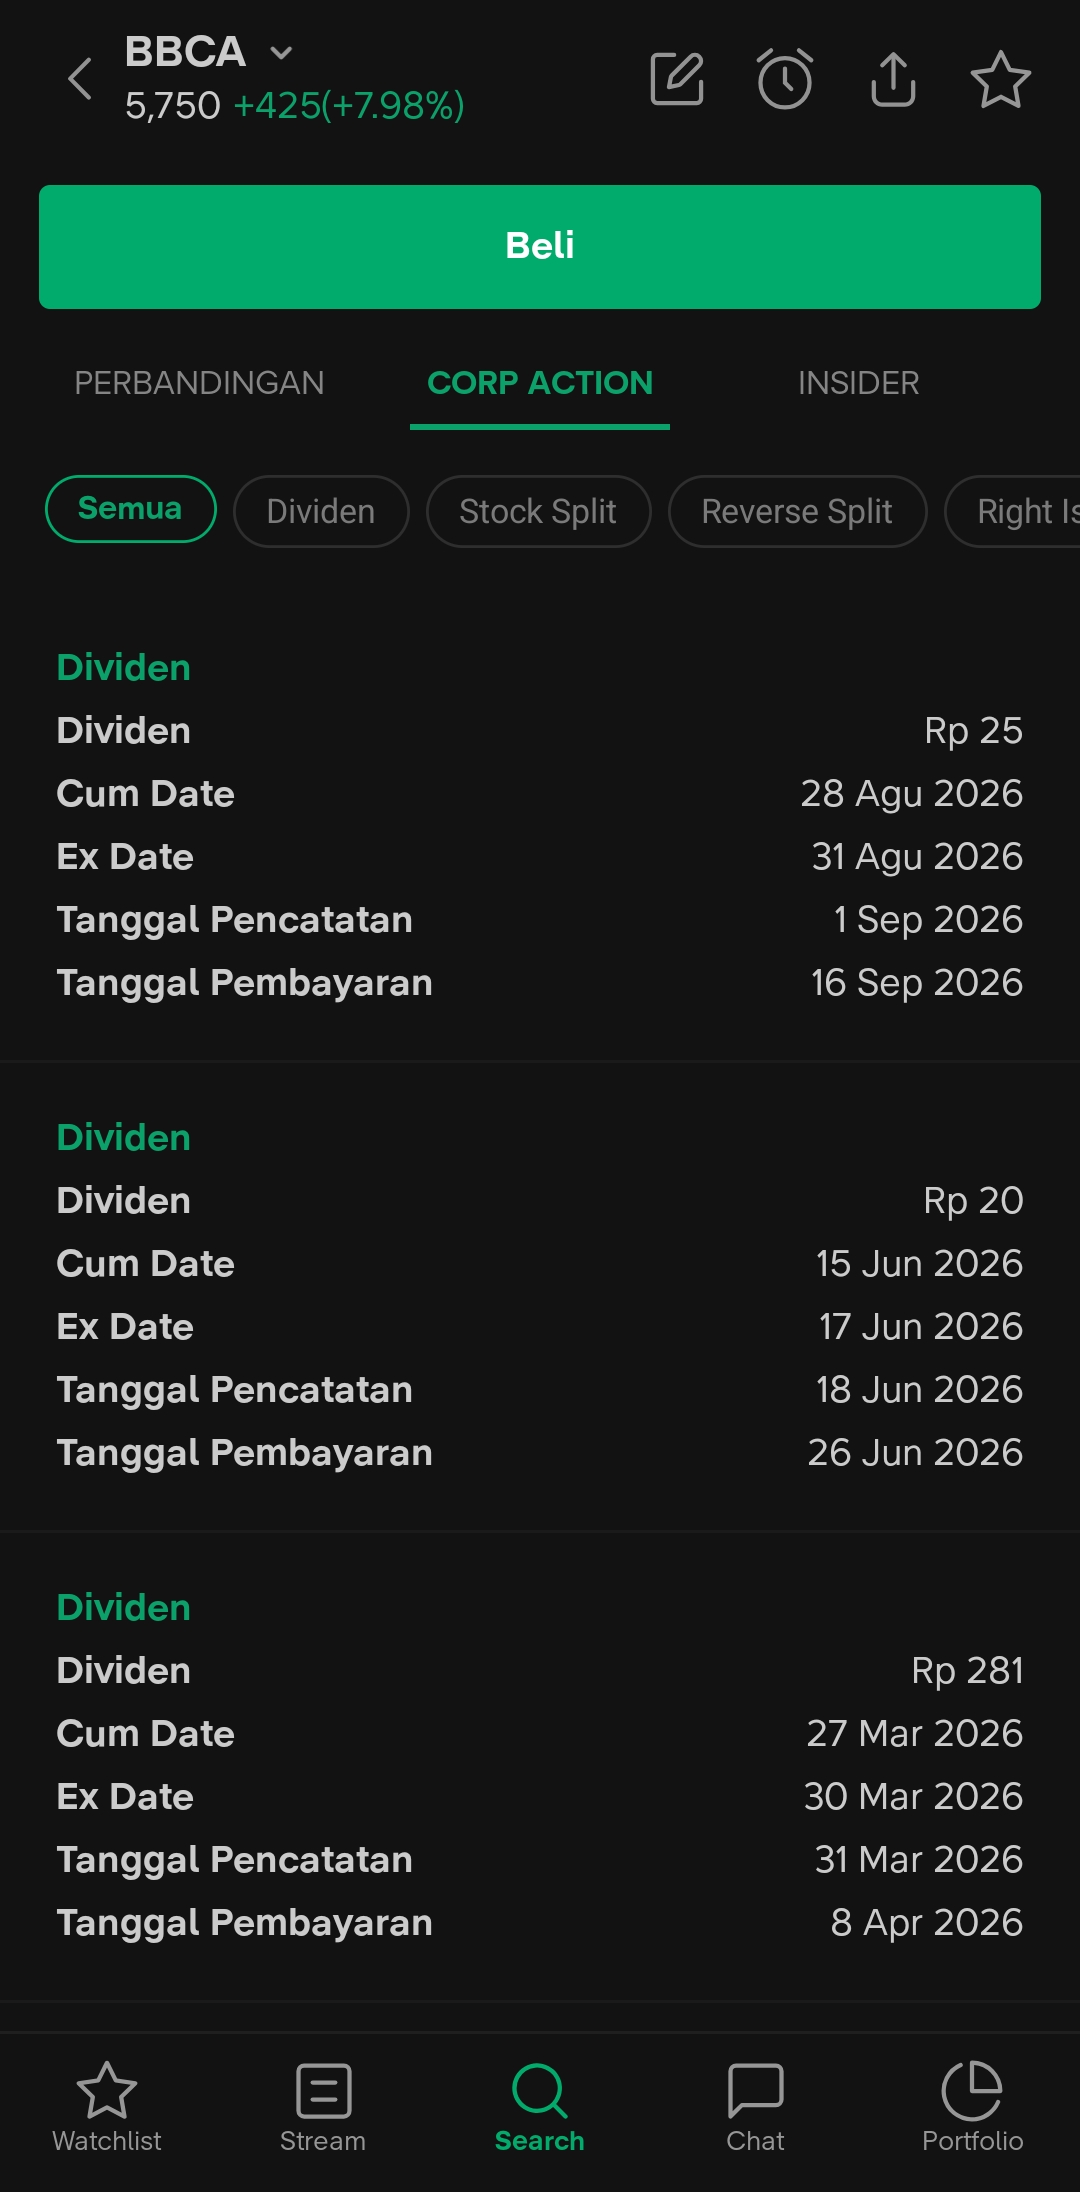 BBCA
5,750 +425(+7.98%)
Beli
PERBANDINGAN CORP ACTION INSIDER
Semua Dividen Stock Split Reverse Split Right Is
Dividen
Dividen Rp 25
Cum Date 28 Agu 2026
Ex Date 31 Agu 2026
Tanggal Pencatatan 1 Sep 2026
Tanggal Pembayaran 16 Sep 2026
Dividen
Dividen Rp 20
Cum Date 15 Jun 2026
Ex Date 17 Jun 2026
Tanggal Pencatatan 18 Jun 2026
Tanggal Pembayaran 26 Jun 2026
Dividen
Dividen Rp 281
Cum Date 27 Mar 2026
Ex Date 30 Mar 2026
Tanggal Pencatatan 31 Mar 2026
Tanggal Pembayaran 8 Apr 2026
Watchlist Stream Search Chat Portfolio